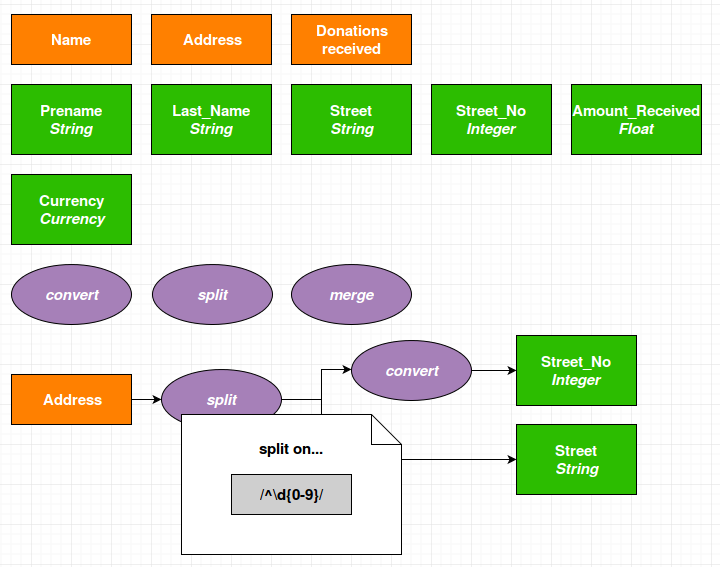 Name
Address
Donations
received
Prename
String
Last_Name
String
Street
String
Street_No
Integer
Amount_Received
Float
Currency
Currency
convert
split
merge
Address
split
convert
Street_No
Integer
Street
String
split on...
/^\d{0-9}/